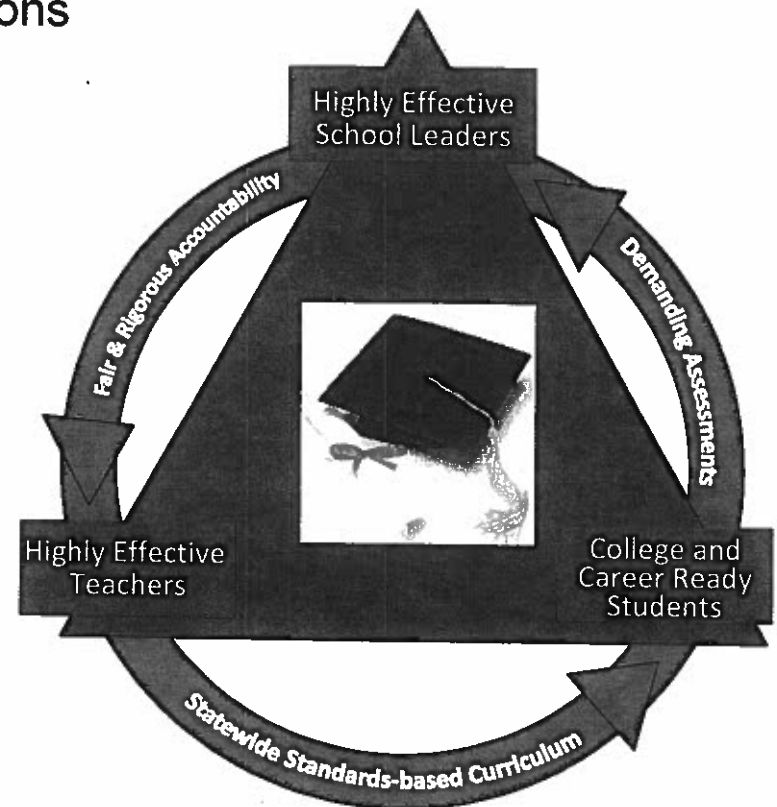 ons
Highly Effective
School Leaders
Fair & Rigorous Accountability
Demanding Assessments
Highly Effective
Teachers
College and
Career Ready
Students
Statewide Standards-based Curriculum